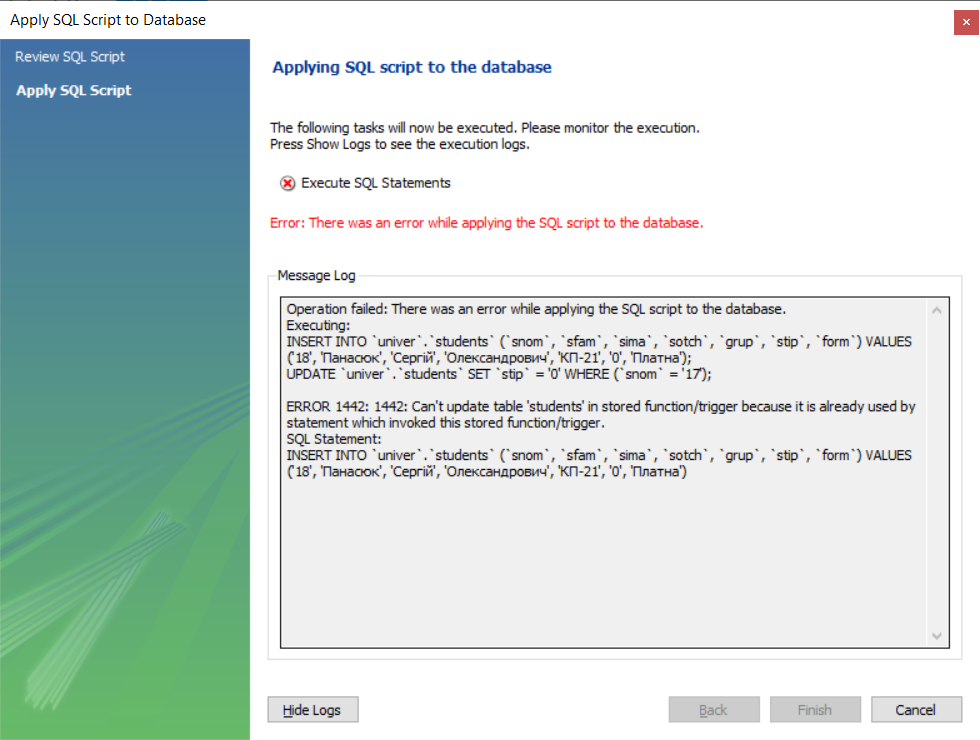 Apply SQL Script to Database
Review SQL Script
Apply SQL Script
Applying SQL script to the database
The following tasks will now be executed. Please monitor the execution.
Press Show Logs to see the execution logs.
Execute SQL Statements
Error: There was an error while applying the SQL script to the database.
Message Log
Operation failed: There was an error while applying the SQL script to the database.
Executing:
INSERT INTO `univer`.`students` (`snom`, `sfam`, `sima`, `sotch`, `grup`, `stip`, `form`) VALUES
('18', 'Панасюк', 'Сергій', 'Олександрович', 'КП-21', '0', 'Платна');
UPDATE `univer`.`students` SET `stip` = '0' WHERE (`snom` = '17');
ERROR 1442: 1442: Can't update table 'students' in stored function/trigger because it is already used by
statement which invoked this stored function/trigger.
SQL Statement:
INSERT INTO `univer`.`students` (`snom`, `sfam`, `sima`, `sotch`, `grup`, `stip`, `form`) VALUES
('18', 'Панасюк', 'Сергій', 'Олександрович', 'КП-21', '0', 'Платна')
Hide Logs
Back
Finish
Cancel